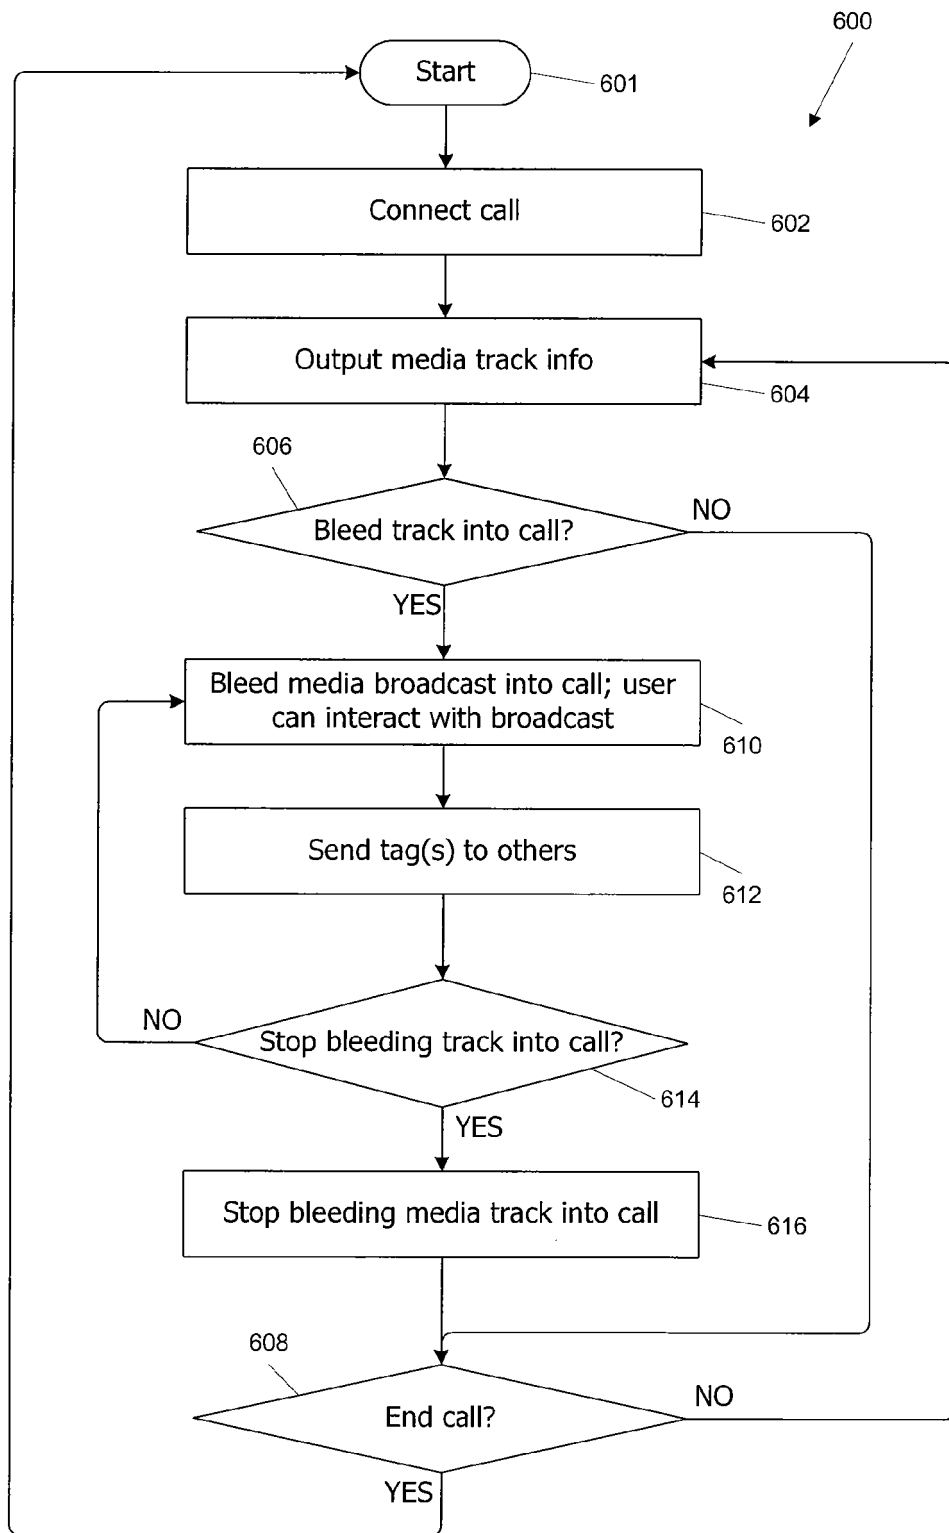 600
Start
601
Connect call
602
Output media track info
604
606
Bleed track into call?
NO
YES
Bleed media broadcast into call; user
can interact with broadcast
610
Send tag(s) to others
612
NO
Stop bleeding track into call?
614
YES
Stop bleeding media track into call
616
608
End call?
NO
YES